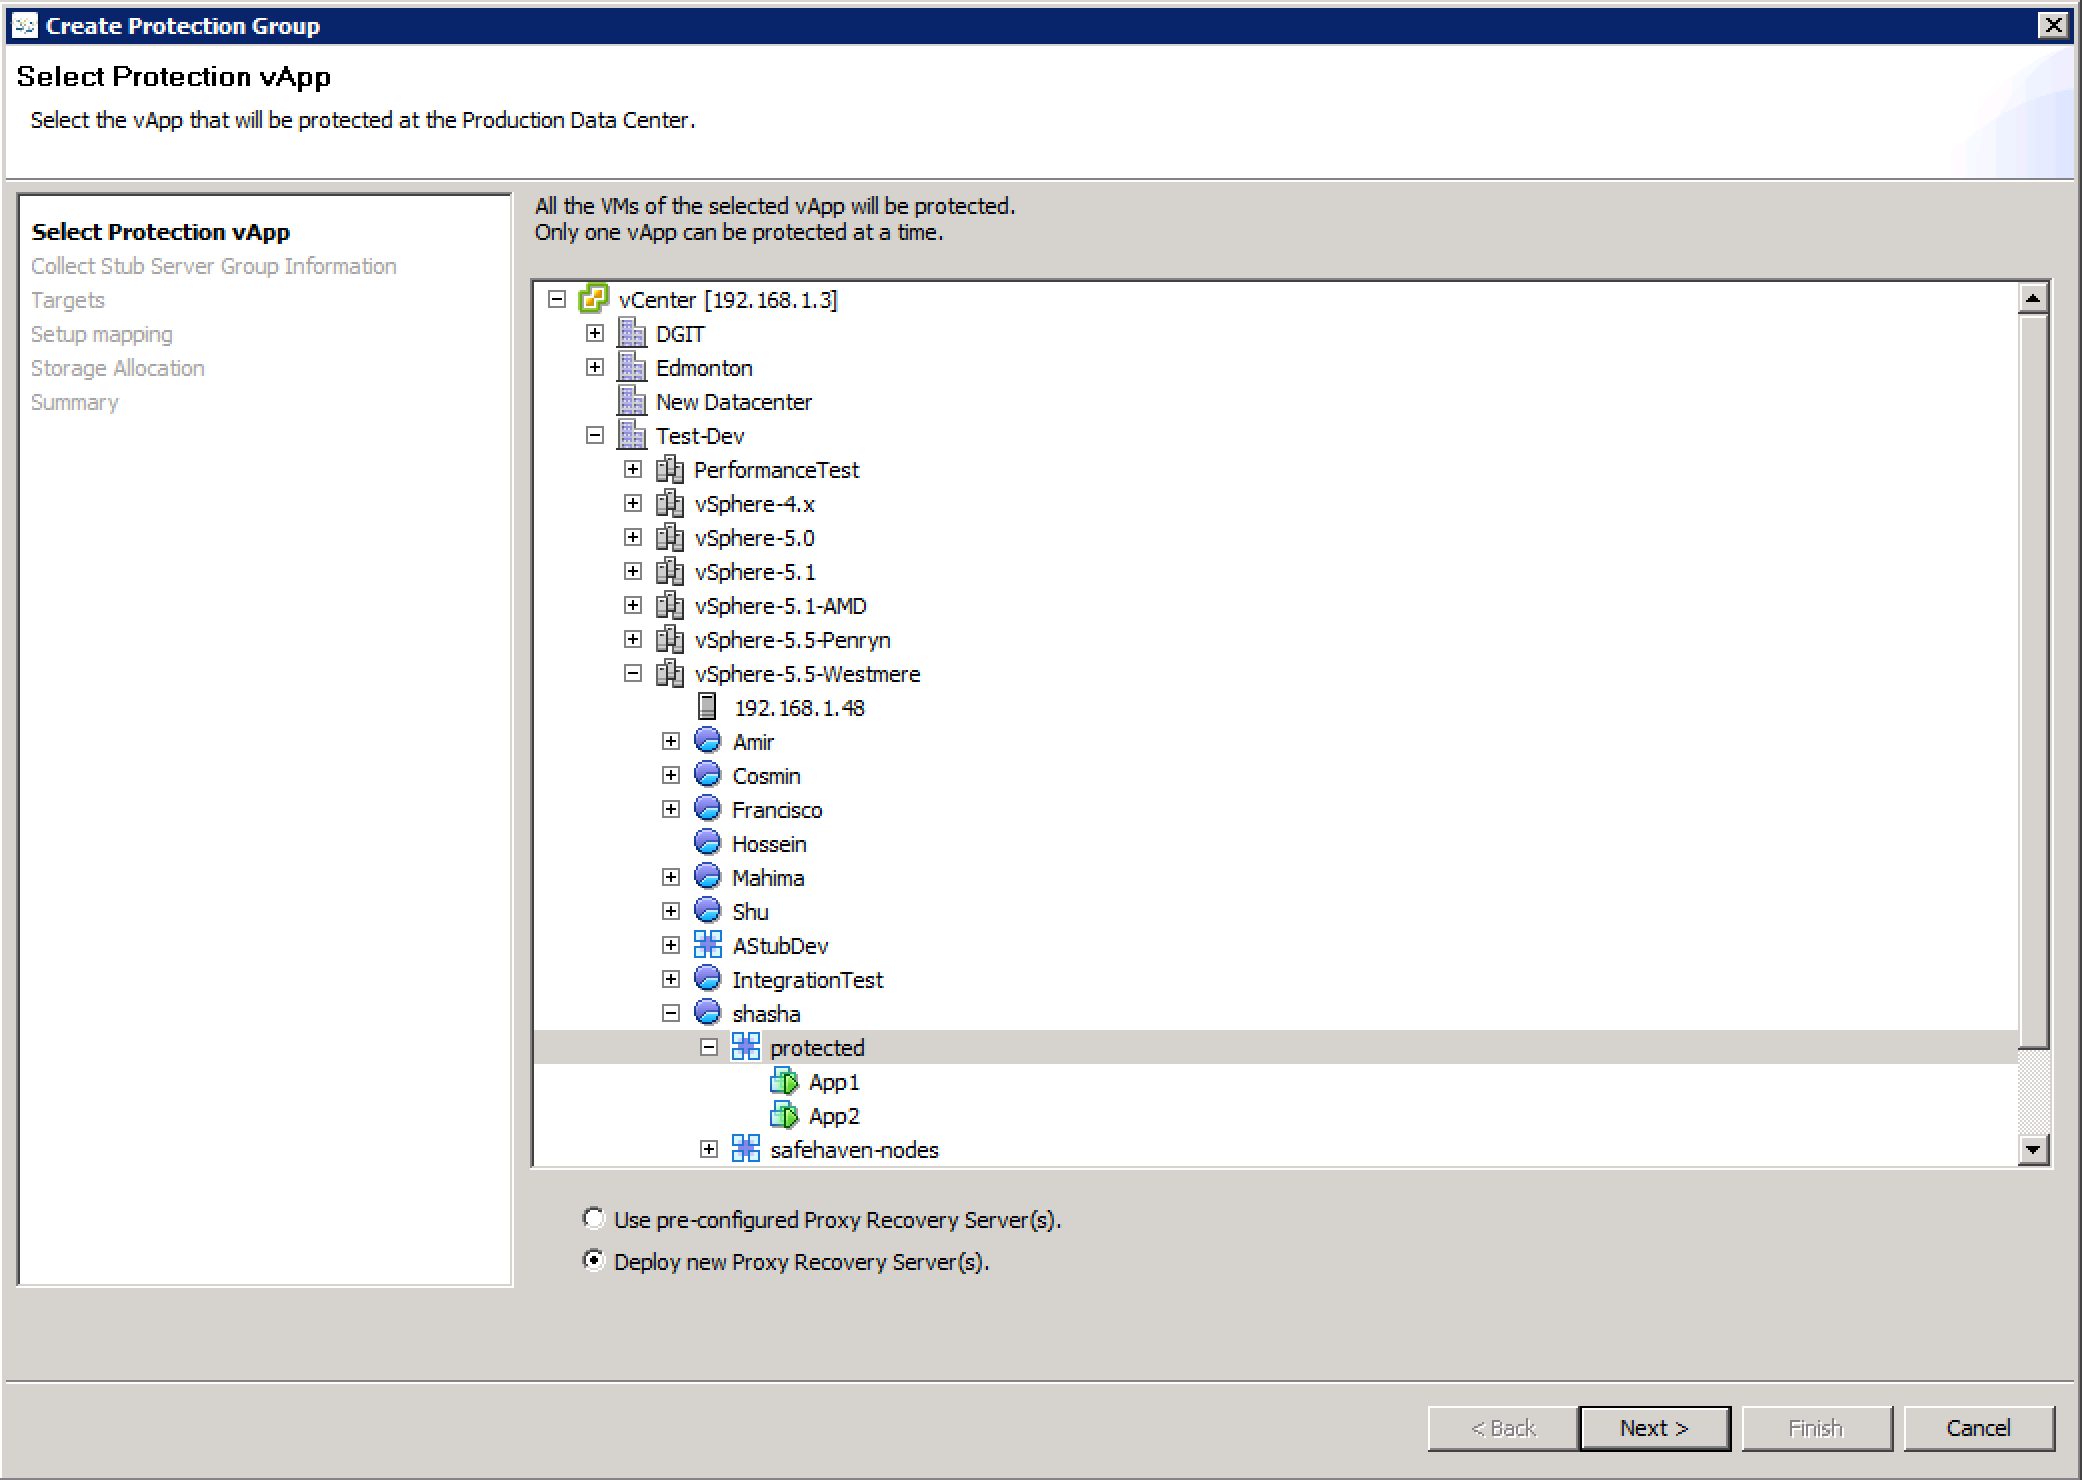 Create Protection Group
Select Protection vApp
Select the vApp that will be protected at the Production Data Center.
Select Protection vApp
Collect Stub Server Group Information
Targets
Setup mapping
Storage Allocation
Summary
All the VMs of the selected vApp will be protected.
Only one vApp can be protected at a time.
vCenter [192.168.1.3]
DGIT
Edmonton
New Datacenter
Test-Dev
PerformanceTest
vSphere-4.x
vSphere-5.0
vSphere-5.1
vSphere-5.1-AMD
vSphere-5.5-Penryn
vSphere-5.5-Westmere
192.168.1.48
Amir
Cosmin
Francisco
Hossein
Mahima
Shu
AStubDev
IntegrationTest
shasha
protected
App1
App2
safehaven-nodes
Use pre-configured Proxy Recovery Server(s).
Deploy new Proxy Recovery Server(s).
< Back
Next >
Finish
Cancel